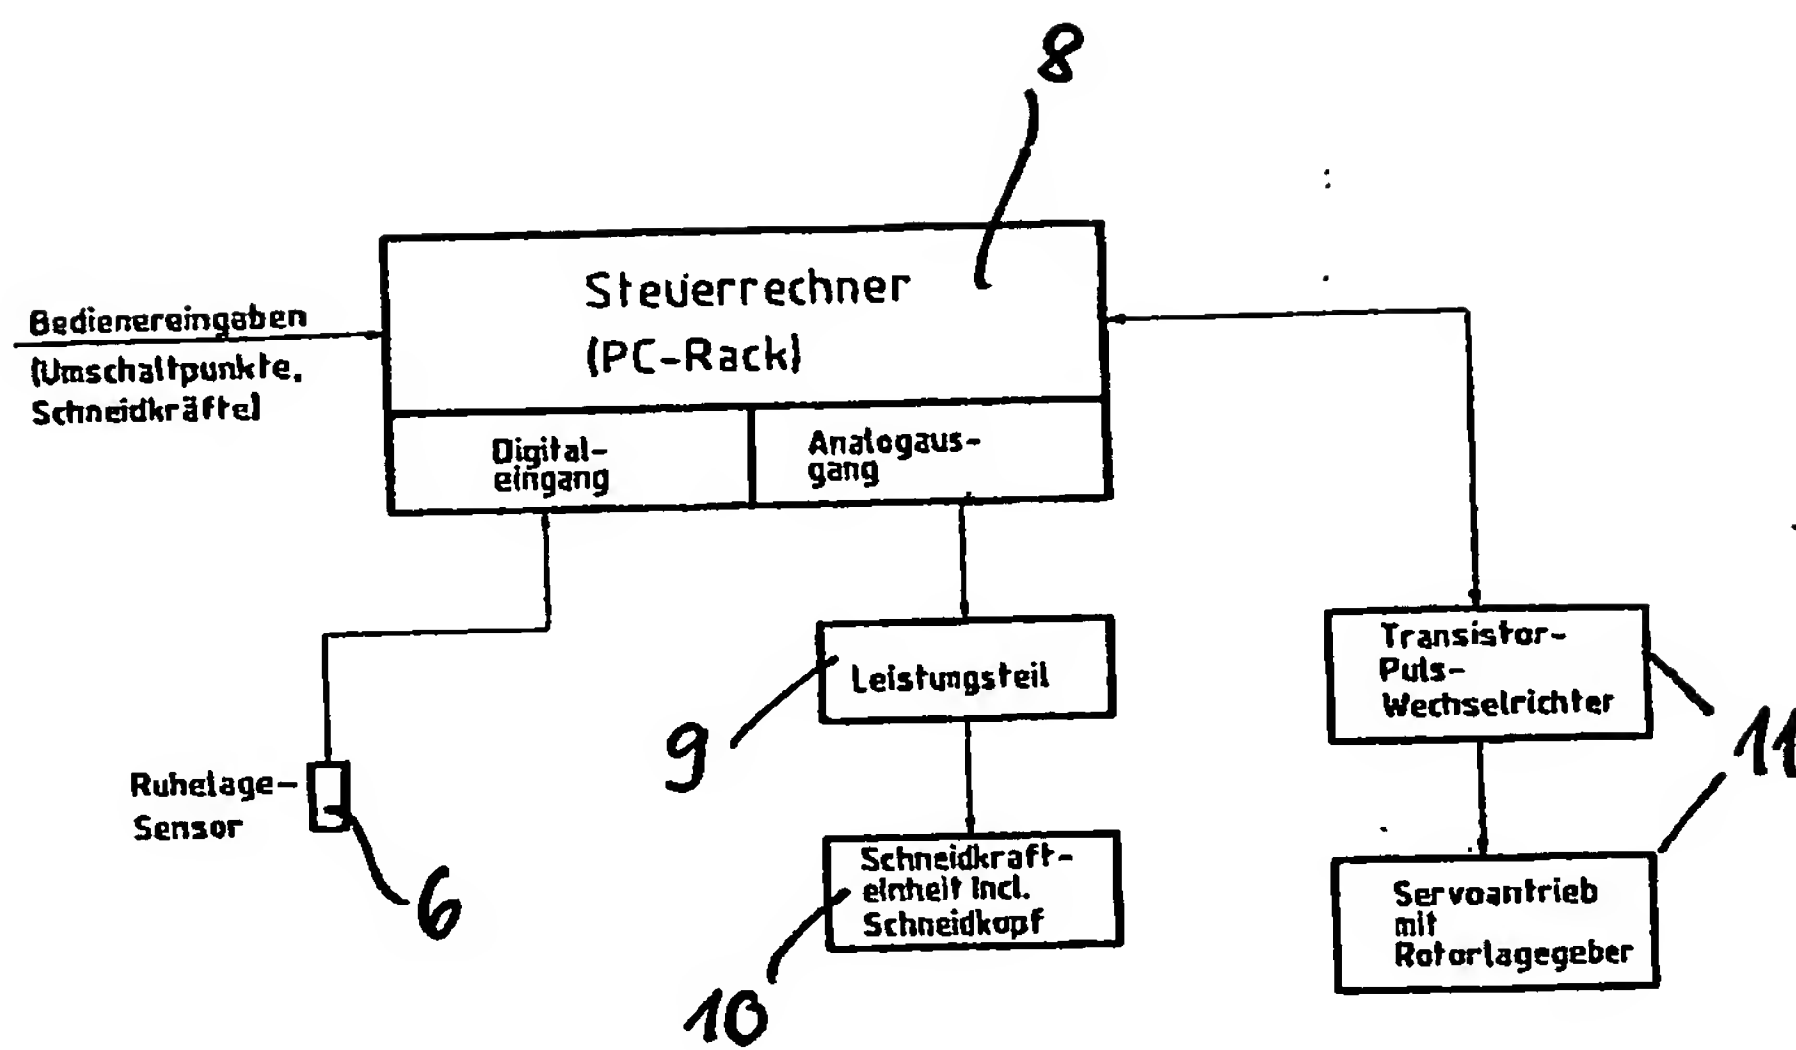 8
Steuerrechner
(PC-Rack)
Bedienereingaben
(Umschaltpunkte,
Schneidkräfte)
Digital-
eingang
Analogaus-
gang
Transistor-
Puls-
Wechselrichter
Leistungsteil
9
11
Ruhelage-
Sensor
6
Schneidkraft-
einheit Incl.
Schneidkopf
10
Servoantrieb
mit
Rotorlagegeber